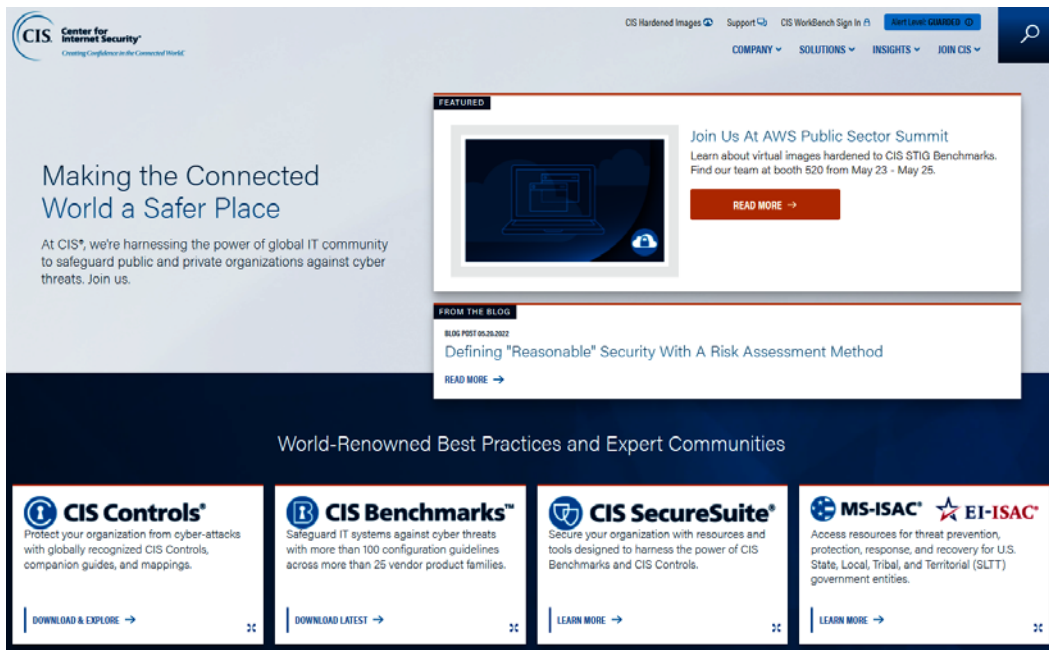 CIS Hardened Images Support CIS WorkBench Sign In Alert Level: GUARDED
CIS. Center for
Internet Security®
Creating Confidence in the Connected World.
COMPANY SOLUTIONS INSIGHTS JOIN CIS
FEATURED
Join Us At AWS Public Sector Summit
Learn about virtual images hardened to CIS STIG Benchmarks.
Find our team at booth 520 from May 23 - May 25.
READ MORE →
Making the Connected
World a Safer Place
At CIS®, we're harnessing the power of global IT community
to safeguard public and private organizations against cyber
threats. Join us.
FROM THE BLOG
BLOG POST 05.20.2022
Defining "Reasonable" Security With A Risk Assessment Method
READ MORE →
World-Renowned Best Practices and Expert Communities
CIS Controls®
Protect your organization from cyber-attacks
with globally recognized CIS Controls,
companion guides, and mappings.
DOWNLOAD & EXPLORE →
CIS Benchmarks™
Safeguard IT systems against cyber threats
with more than 100 configuration guidelines
across more than 25 vendor product families.
DOWNLOAD LATEST →
CIS SecureSuite®
Secure your organization with resources and
tools designed to harness the power of CIS
Benchmarks and CIS Controls.
LEARN MORE →
MS-ISAC® EI-ISAC®
Access resources for threat prevention,
protection, response, and recovery for U.S.
State, Local, Tribal, and Territorial (SLTT)
government entities.
LEARN MORE →